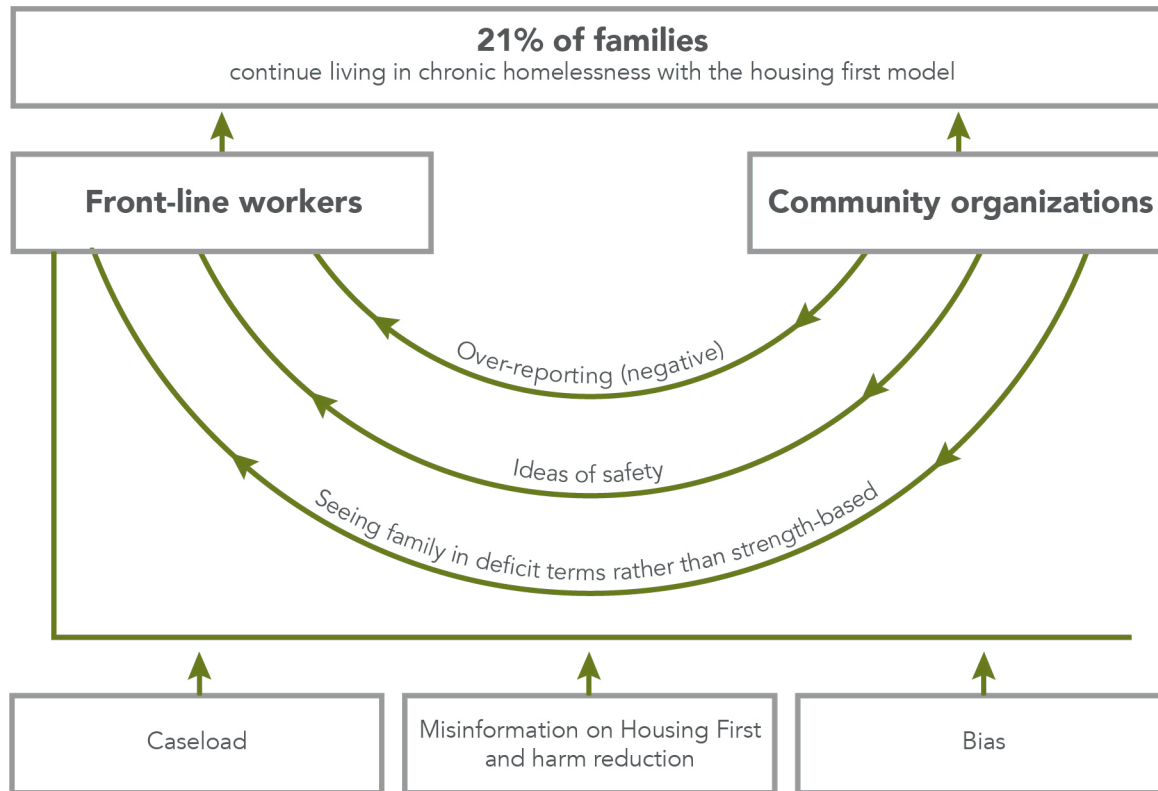 21% of families
continue living in chronic homelessness with the housing first model
Front-line workers
Community organizations
Over-reporting (negative)
Ideas of safety
Seeing family in deficit terms rather than strength-based
Caseload
Misinformation on Housing First
and harm reduction
Bias